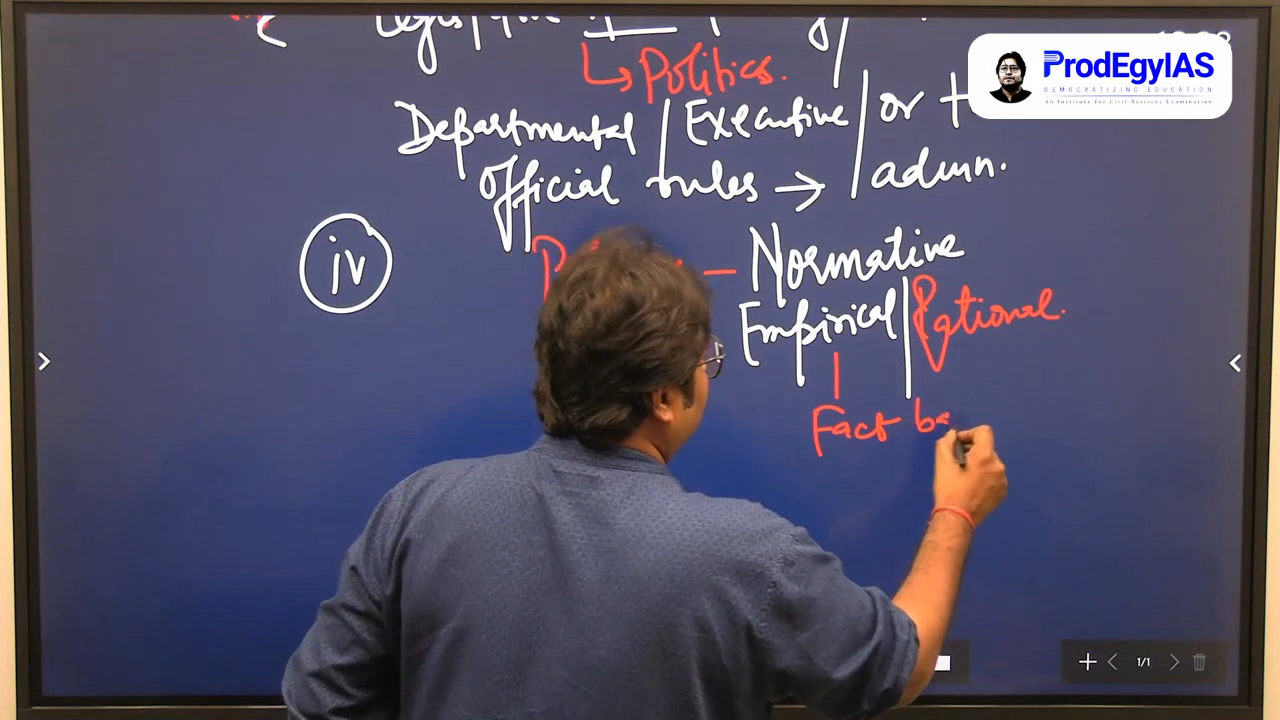 Politics.
ProdEgyIAS
DEMOCRATIZING EDUCATION
An Institute for Civil Services Examination
Departmental / Executive / or
official rules → / admn.
iv
– Normative
Empirical / Rational.
Fact
1/1